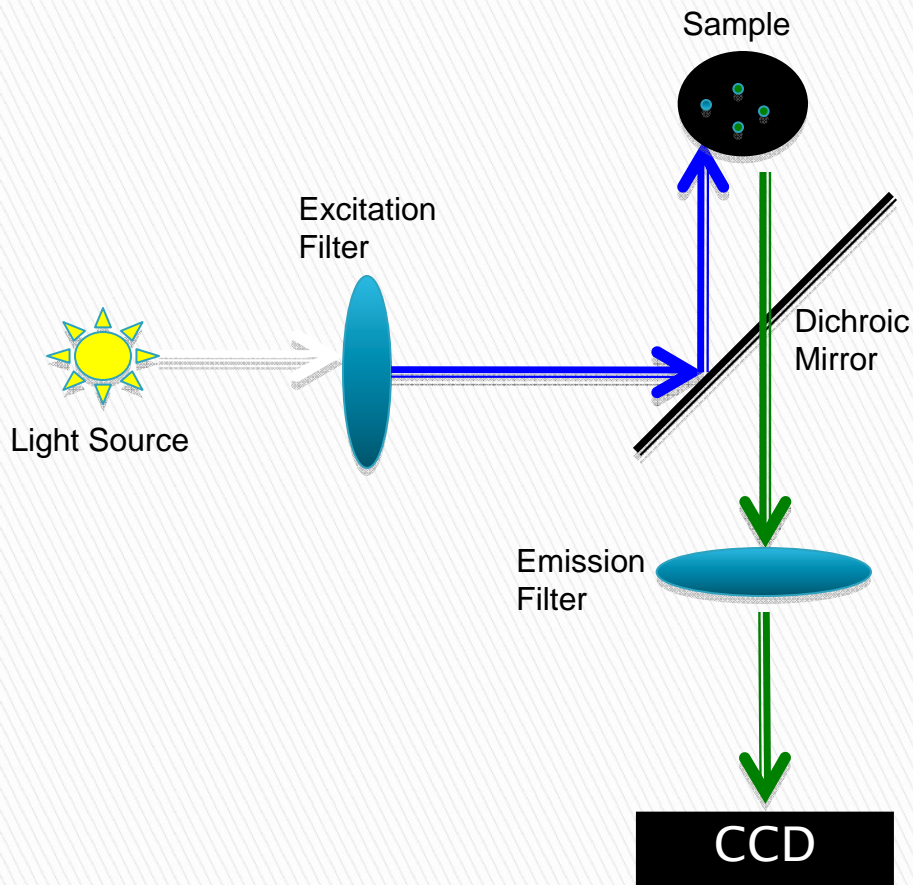 Sample
Excitation
Filter
Dichroic
Mirror
Light Source
Emission
Filter
CCD